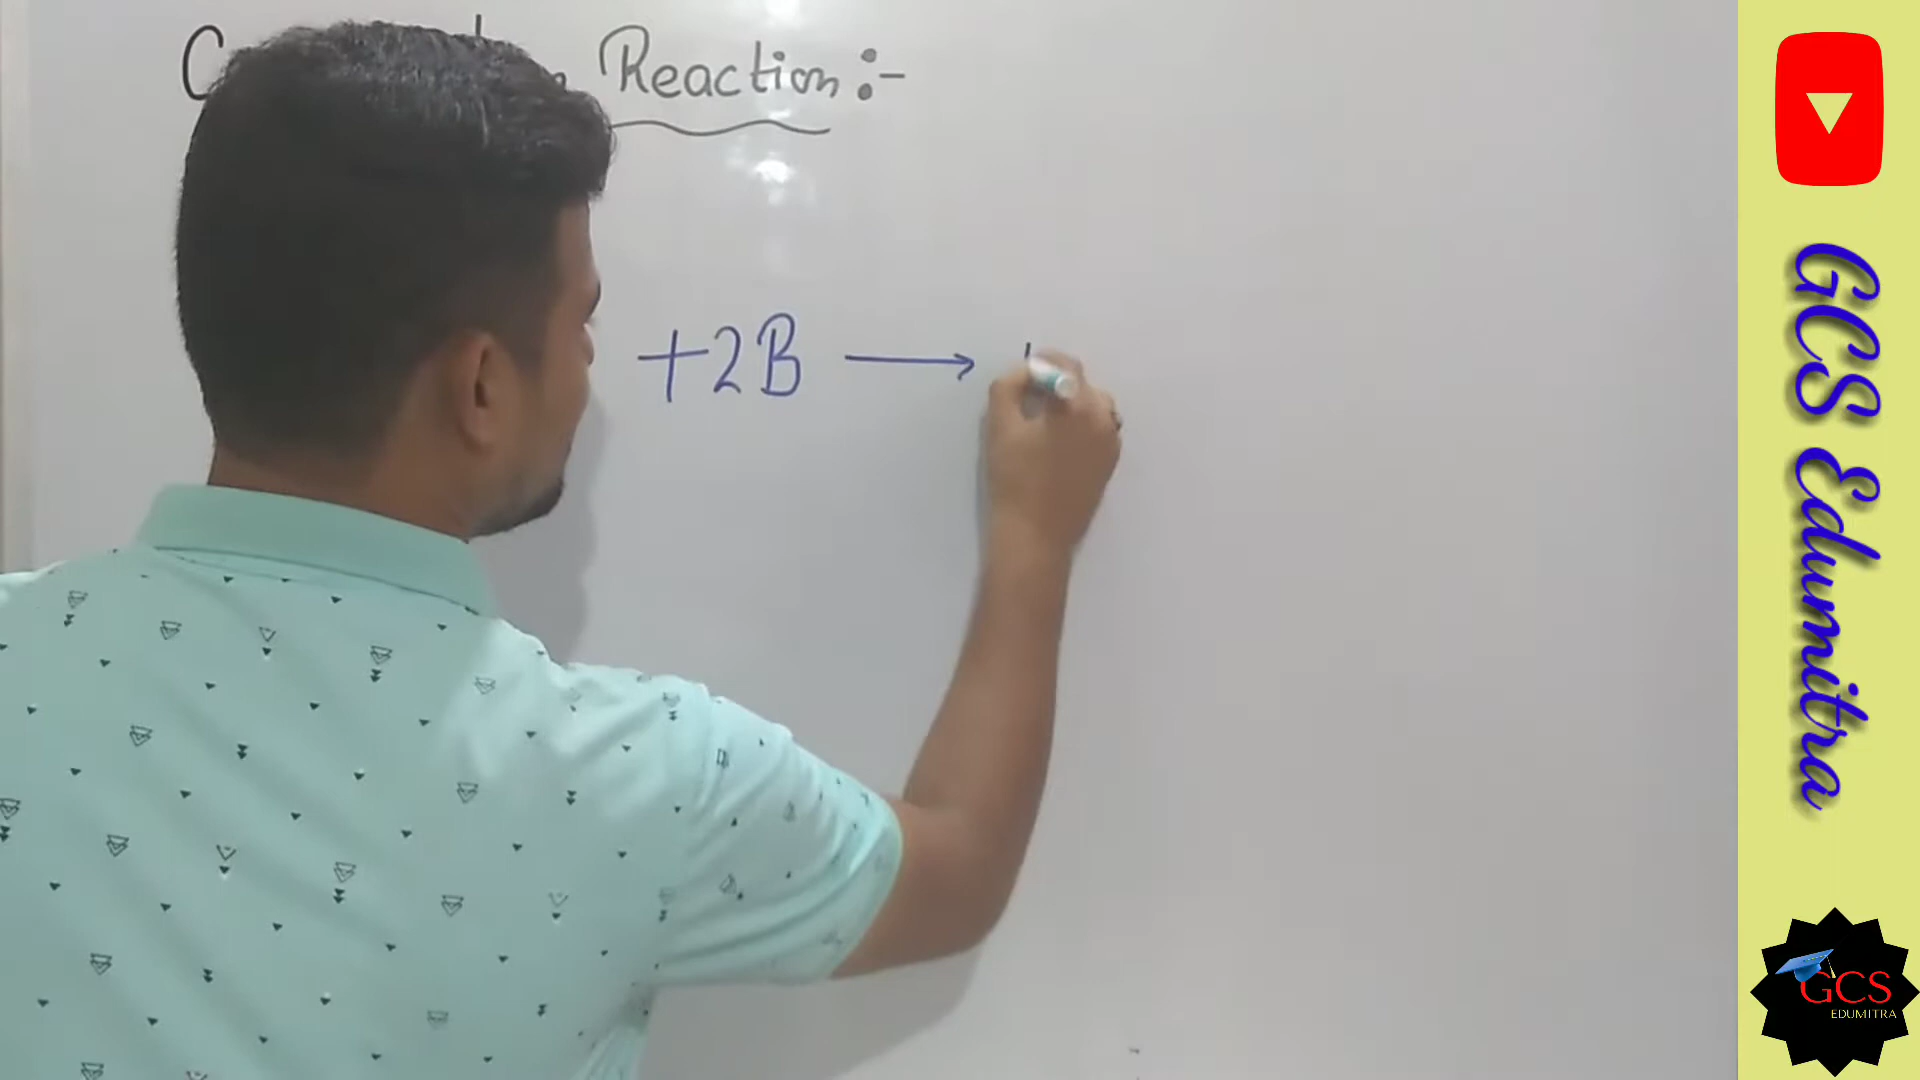 Reaction :-
+2B →
GCS Edumitra
GCS
EDUMITRA